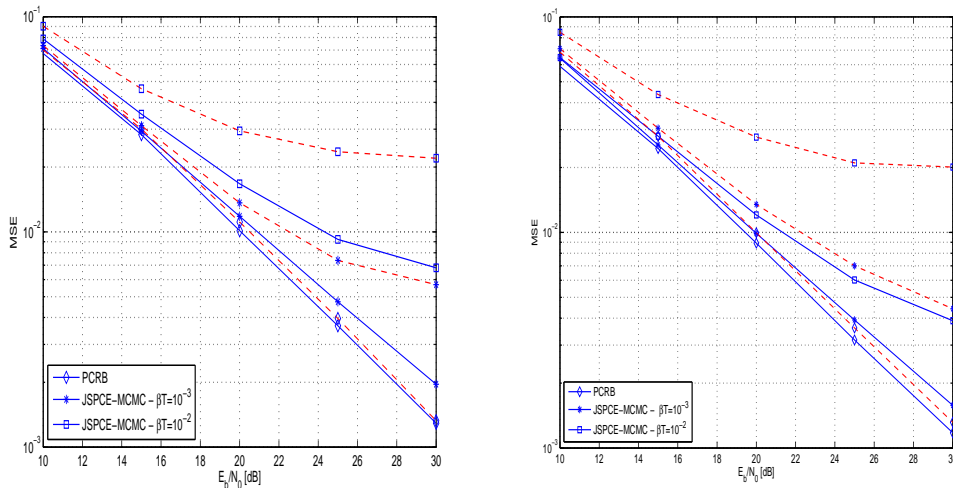 10⁻¹
10⁻²
10⁻³
MSE
10 12 14 16 18 20 22 24 26 28 30
E_b/N_0 [dB]
PCRB
JSPCE−MCMC − βT=10⁻³
JSPCE−MCMC − βT=10⁻²
10⁻¹
10⁻²
10⁻³
MSE
10 12 14 16 18 20 22 24 26 28 30
E_b/N_0 [dB]
PCRB
JSPCE−MCMC − βT=10⁻³
JSPCE−MCMC − βT=10⁻²